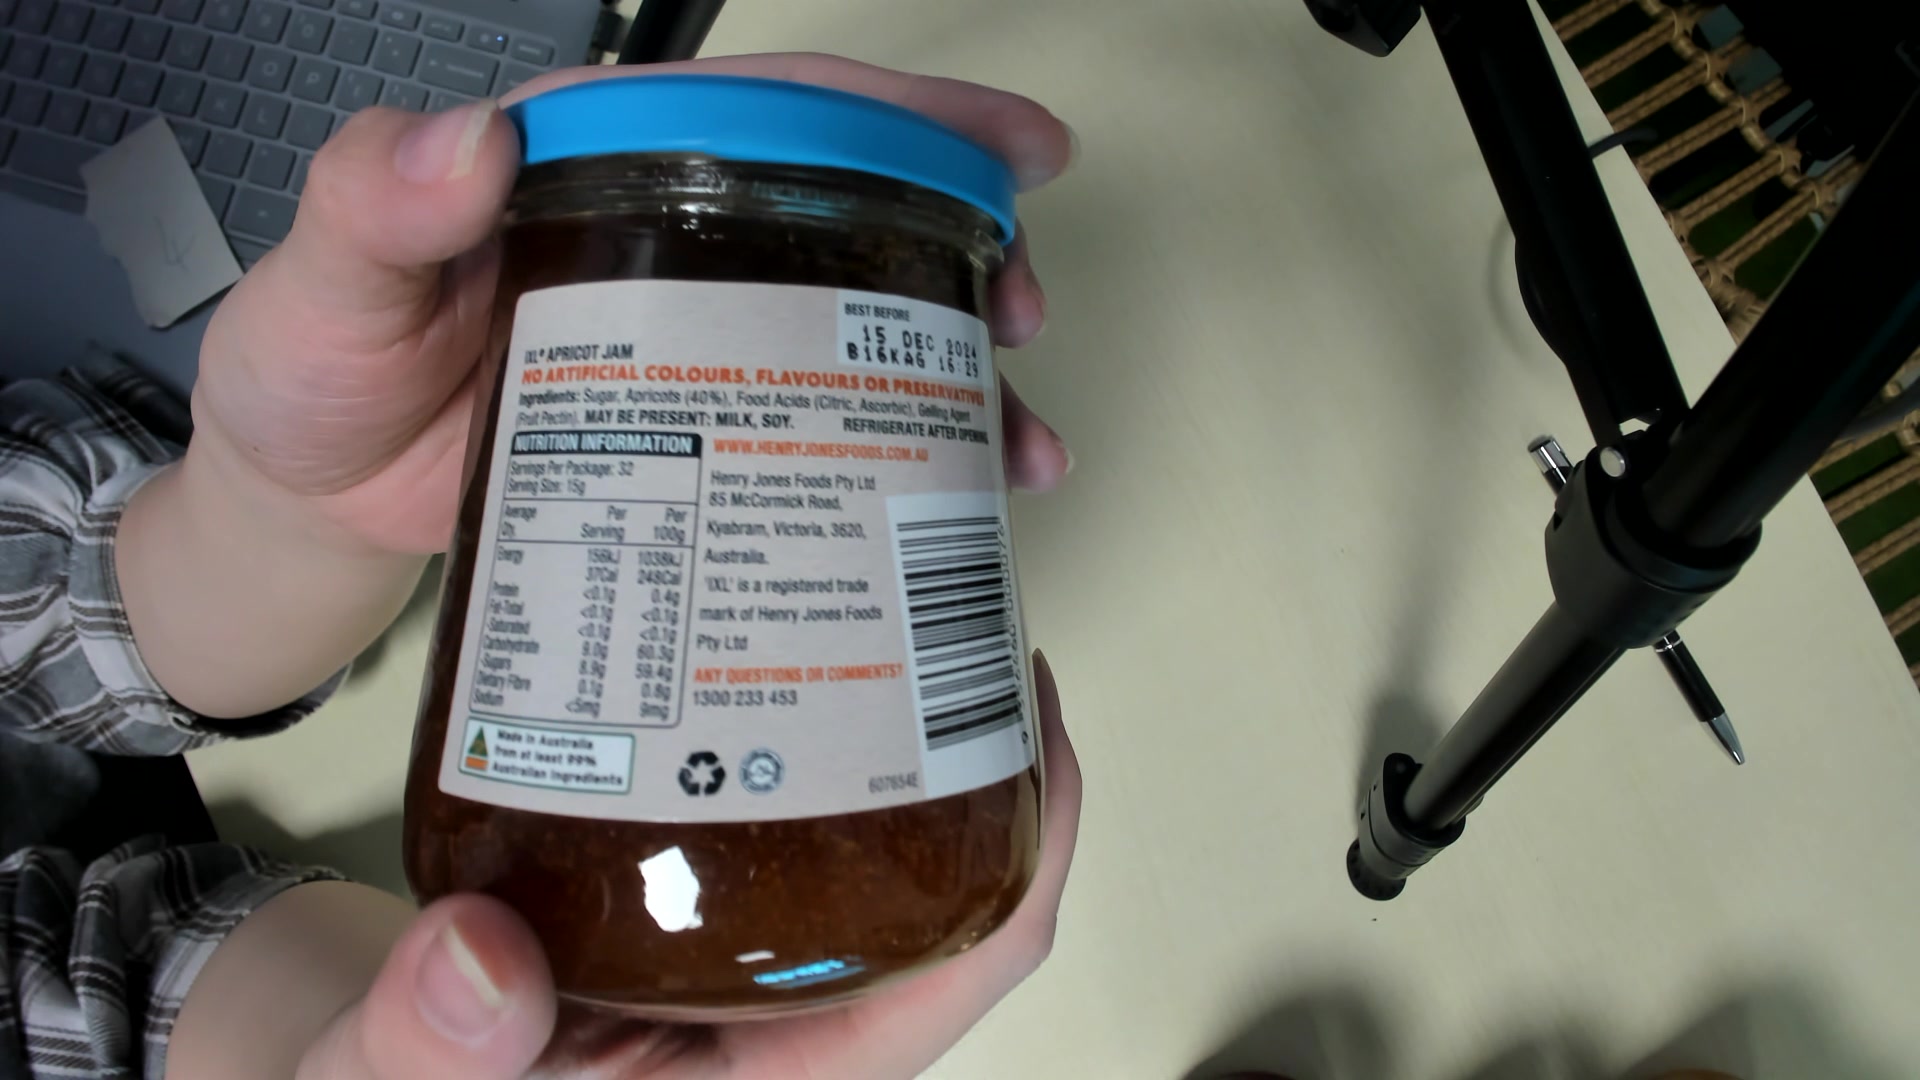 BEST BEFORE
15 DEC 2024
B16KAG 16:29
IXL® APRICOT JAM
NO ARTIFICIAL COLOURS, FLAVOURS OR PRESERVATIVES
Ingredients: Sugar, Apricots (40%), Food Acids (Citric, Ascorbic), Gelling Agent
(Fruit Pectin). MAY BE PRESENT: MILK, SOY.
REFRIGERATE AFTER OPENING
NUTRITION INFORMATION
Servings Per Package: 32
Serving Size: 15g
Average Qty. Per Serving Per 100g
Energy 156kJ 1038kJ
37Cal 248Cal
Protein <0.1g 0.4g
Fat-Total <0.1g <0.1g
-Saturated <0.1g <0.1g
Carbohydrate 9.0g 60.3g
-Sugars 8.9g 59.4g
Dietary Fibre 0.1g 0.8g
Sodium <5mg 9mg
WWW.HENRYJONESFOODS.COM.AU
Henry Jones Foods Pty Ltd
85 McCormick Road,
Kyabram, Victoria, 3620,
Australia.
'IXL' is a registered trade
mark of Henry Jones Foods
Pty Ltd
ANY QUESTIONS OR COMMENTS?
1300 233 453
Made in Australia
from at least 99%
Australian ingredients
607654E
4